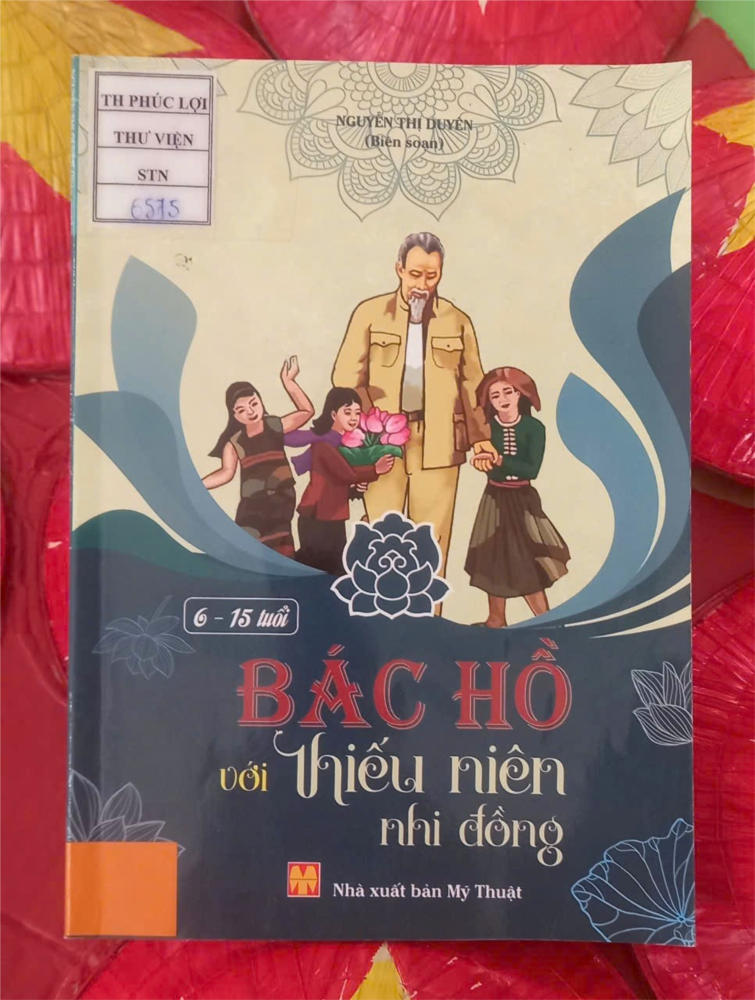 TH PHÚC LỢI
THƯ VIỆN
STN
6575
NGUYỄN THỊ DUYÊN
(Biên soạn)
6 - 15 tuổi
BÁC HỒ
với thiếu niên
nhi đồng
Nhà xuất bản Mỹ Thuật